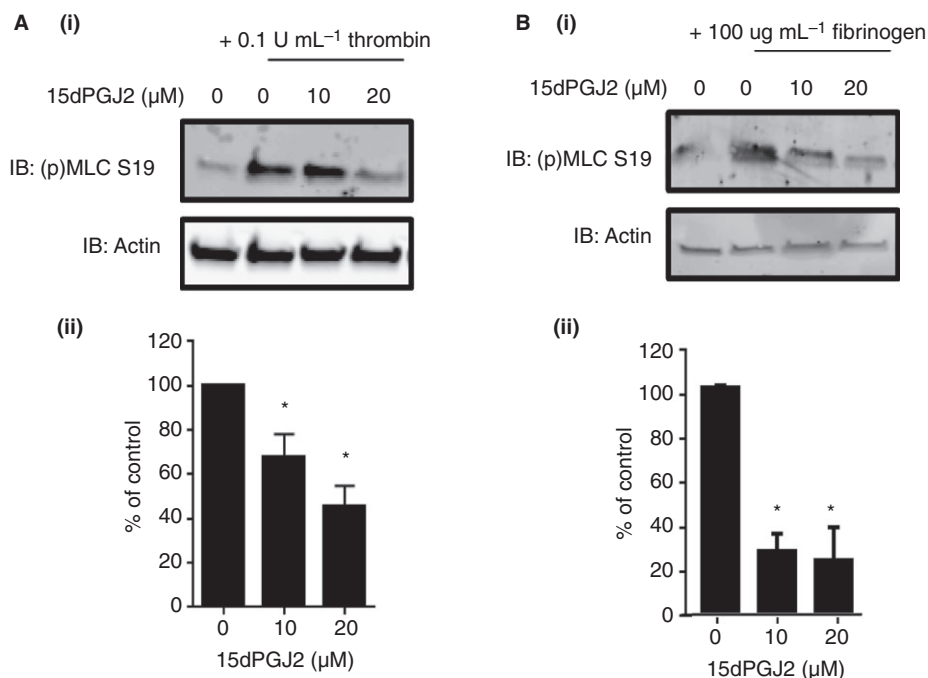 A (i)
+ 0.1 U mL⁻¹ thrombin
15dPGJ2 (µM) 0 0 10 20
IB: (p)MLC S19
IB: Actin
(ii)
% of control
120
100
80
60
40
20
0
* *
0 10 20
15dPGJ2 (µM)
B (i)
+ 100 ug mL⁻¹ fibrinogen
15dPGJ2 (µM) 0 0 10 20
IB: (p)MLC S19
IB: Actin
(ii)
% of control
120
100
80
60
40
20
0
* *
0 10 20
15dPGJ2 (µM)